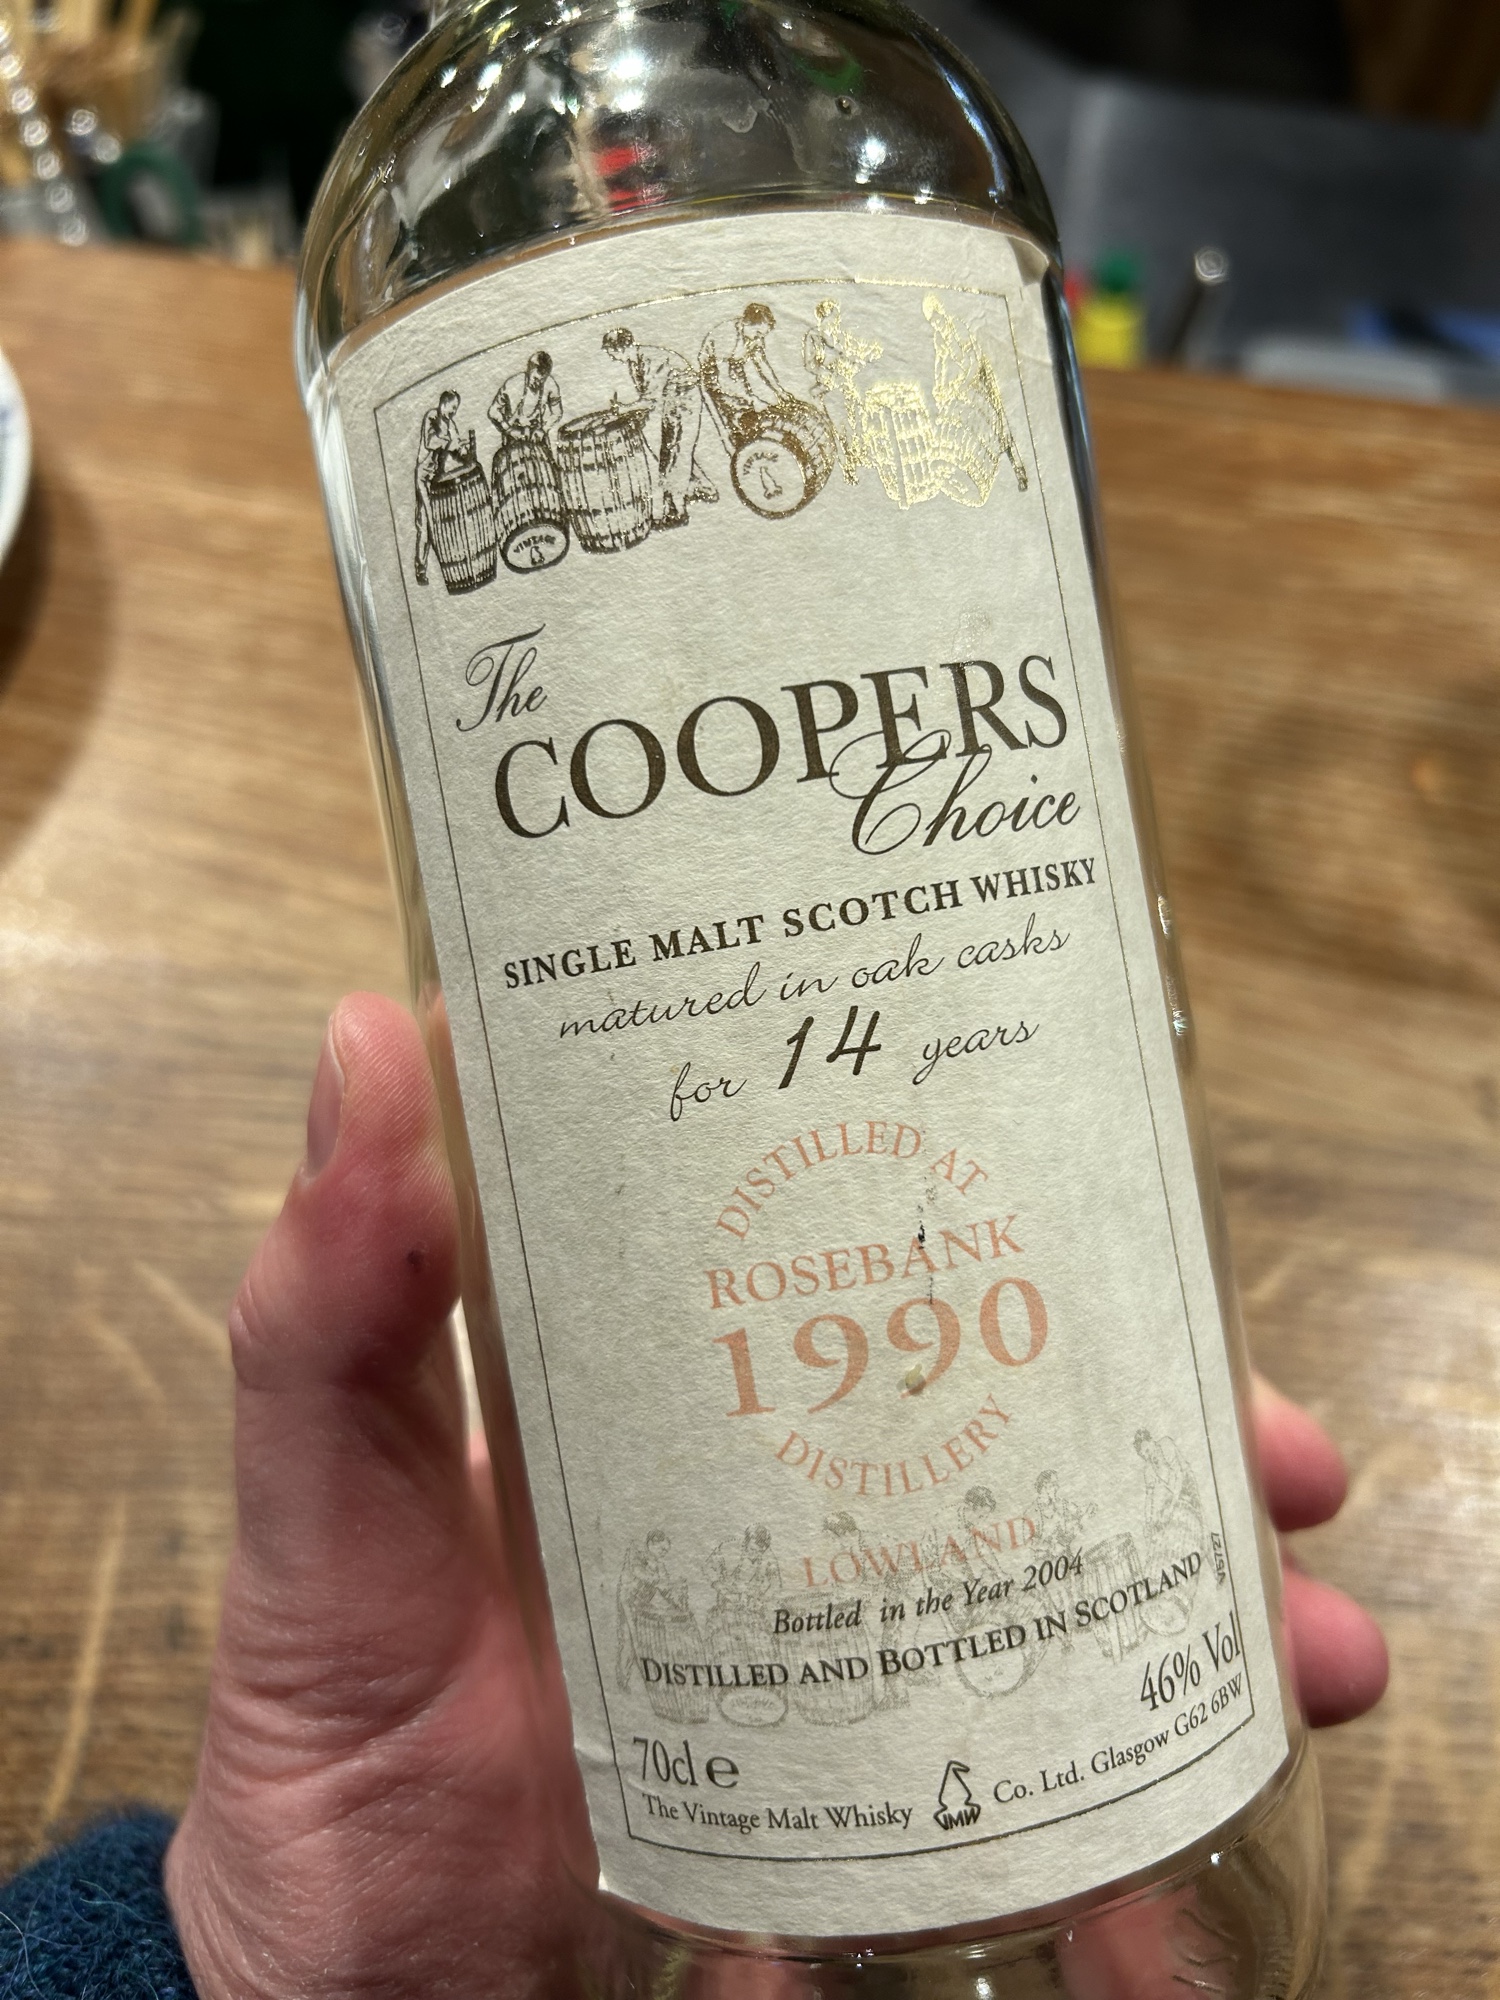 VINTAGE
VINTAGE
The
COOPERS
Choice
SINGLE MALT SCOTCH WHISKY
matured in oak casks
for 14 years
DISTILLED AT
ROSEBANK
1990
DISTILLERY
LOWLAND
Bottled in the Year 2004
DISTILLED AND BOTTLED IN SCOTLAND
46% Vol
70cl e
The Vintage Malt Whisky VMW Co. Ltd. Glasgow G62 6BW